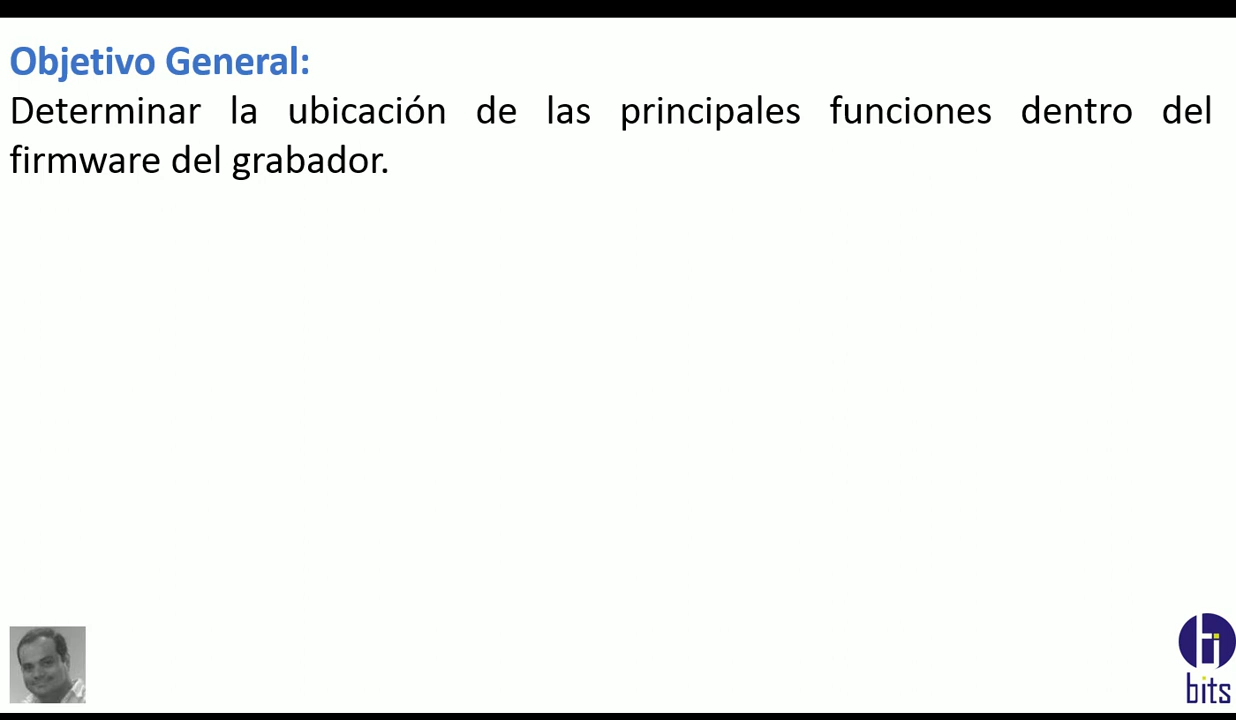 Objetivo General:
Determinar la ubicación de las principales funciones dentro del
firmware del grabador.
bits